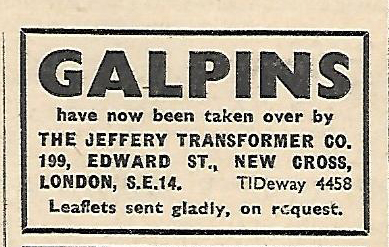 GALPINS
have now been taken over by
THE JEFFERY TRANSFORMER CO.
199, EDWARD ST., NEW CROSS,
LONDON, S.E.14. TIDeway 4458
Leaflets sent gladly, on request.